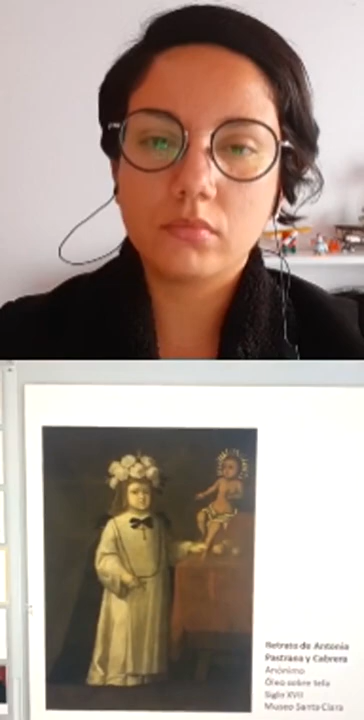 Retrato de Antonia
Pastrana y Cabrera
Anónimo
Óleo sobre tela
Siglo XVII
Museo Santa Clara